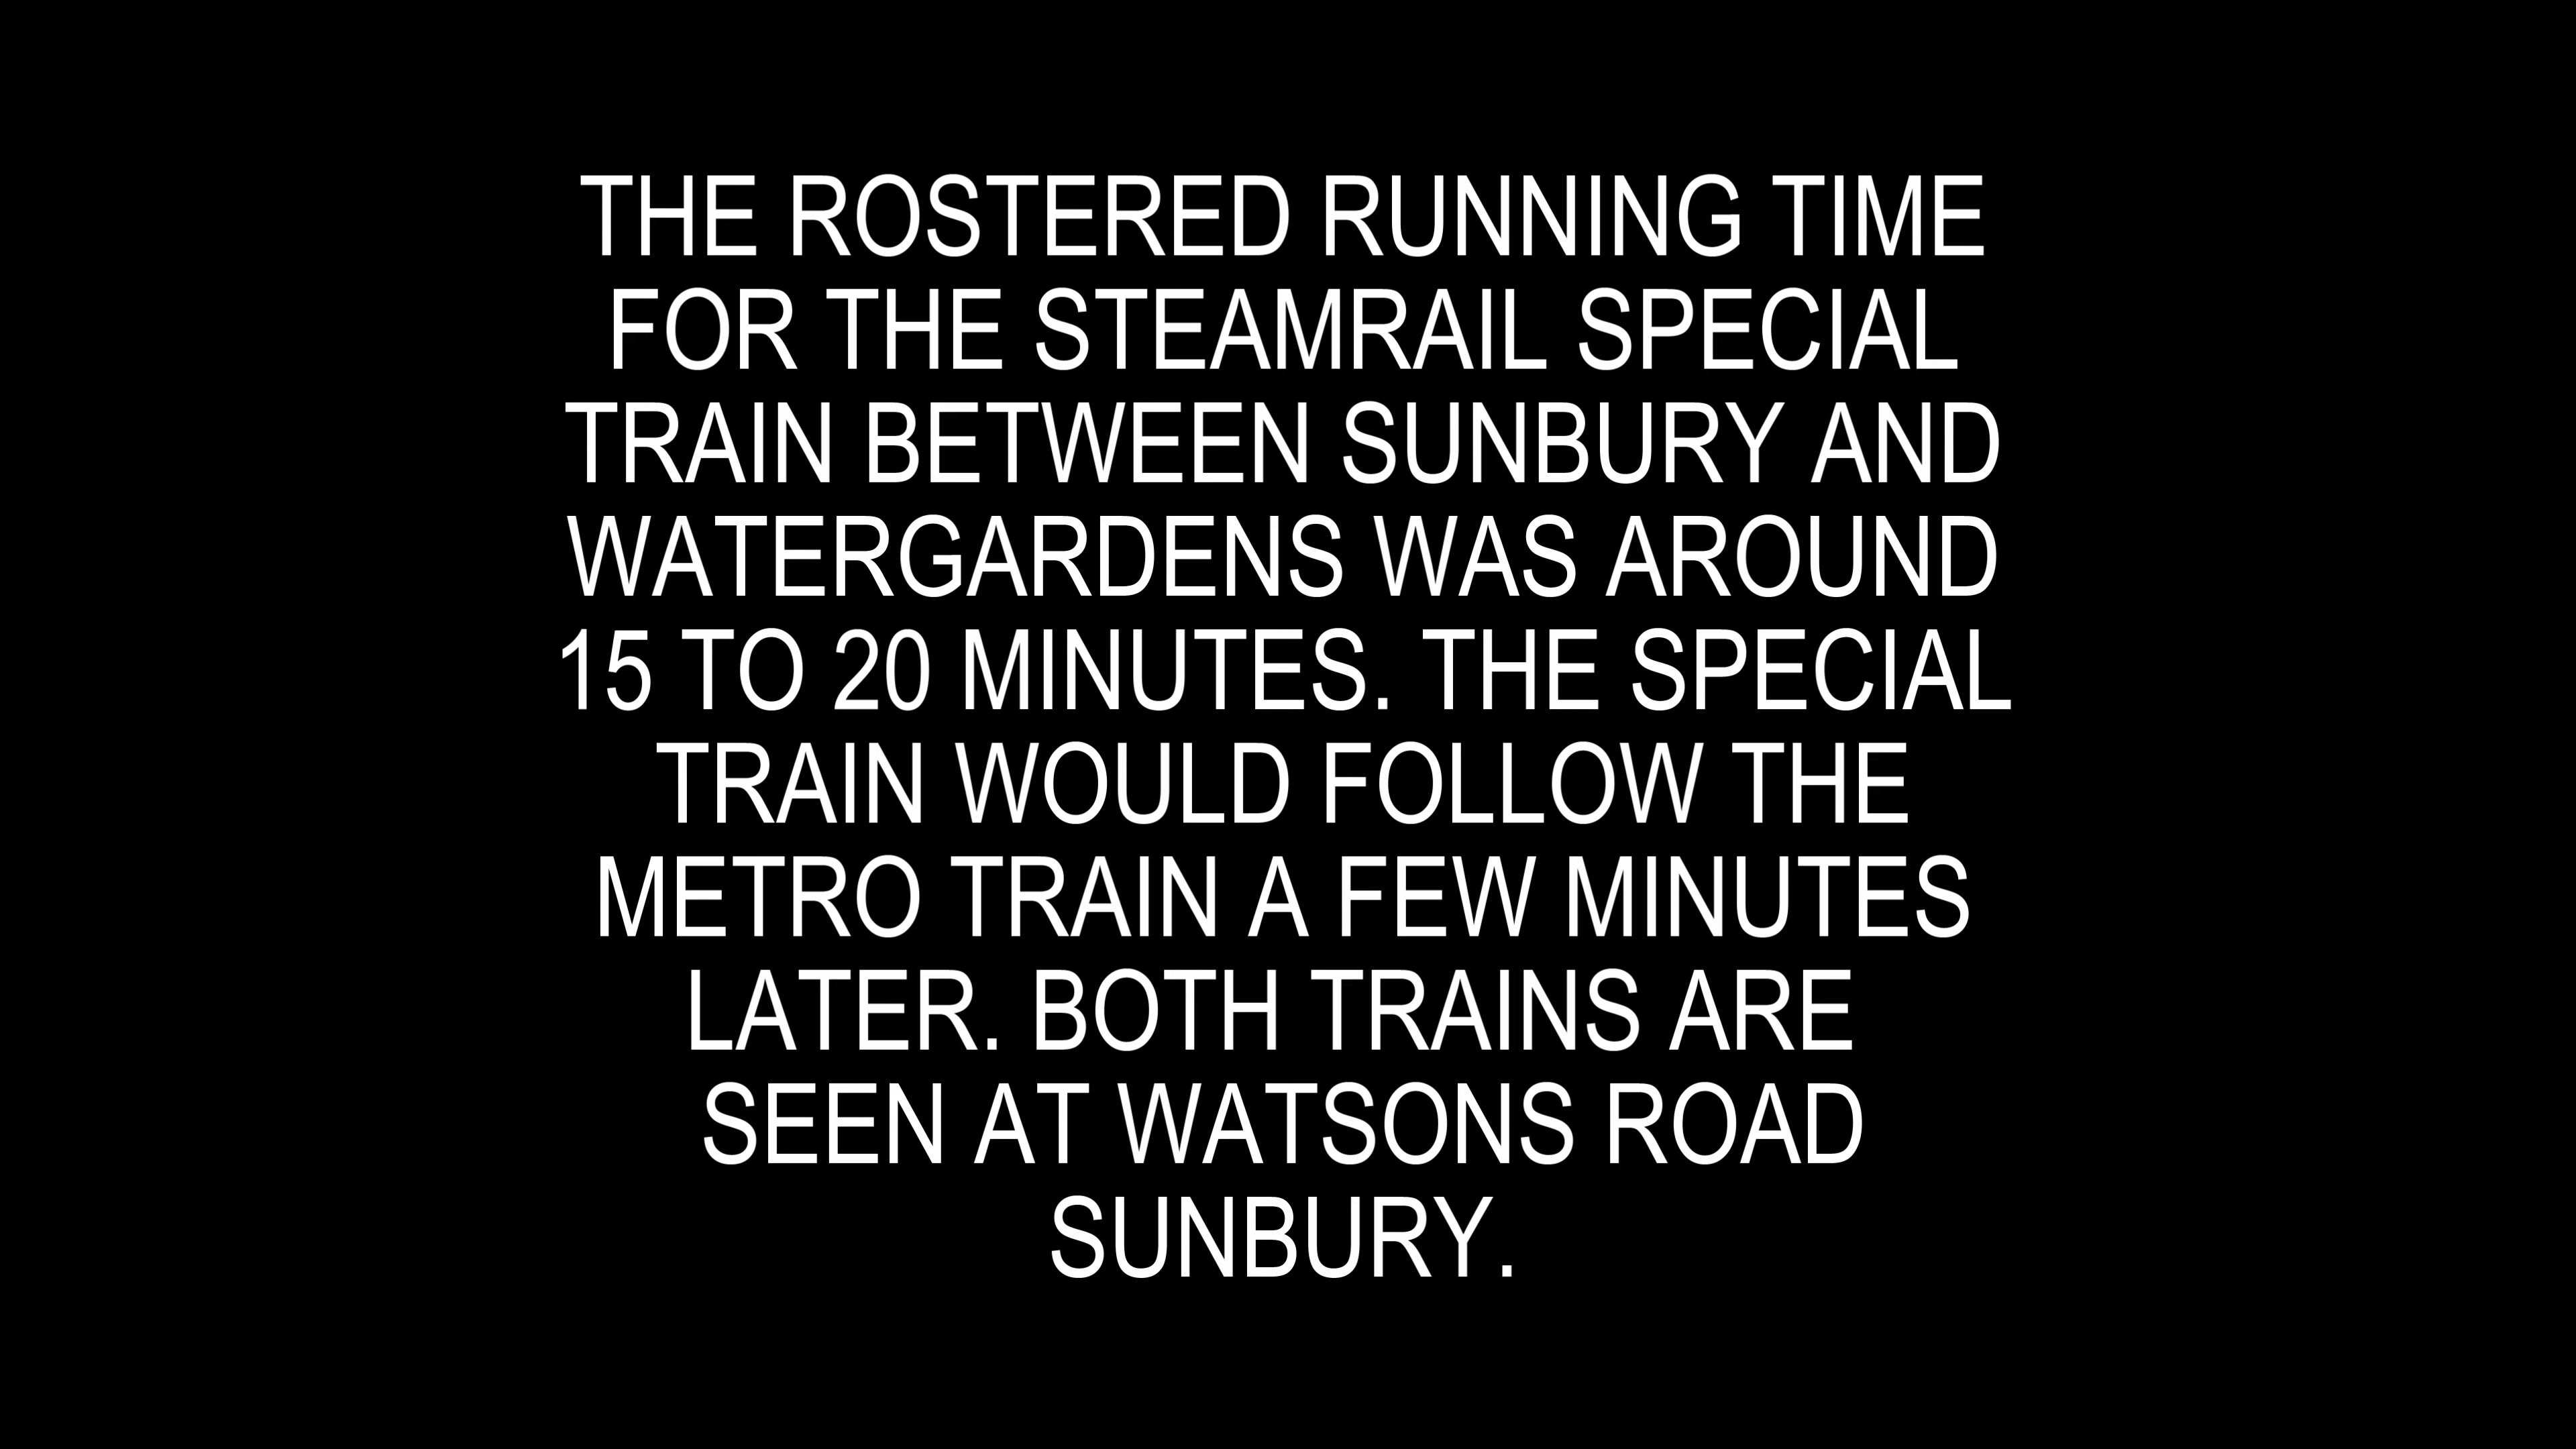 THE ROSTERED RUNNING TIME
FOR THE STEAMRAIL SPECIAL
TRAIN BETWEEN SUNBURY AND
WATERGARDENS WAS AROUND
15 TO 20 MINUTES. THE SPECIAL
TRAIN WOULD FOLLOW THE
METRO TRAIN A FEW MINUTES
LATER. BOTH TRAINS ARE
SEEN AT WATSONS ROAD
SUNBURY.